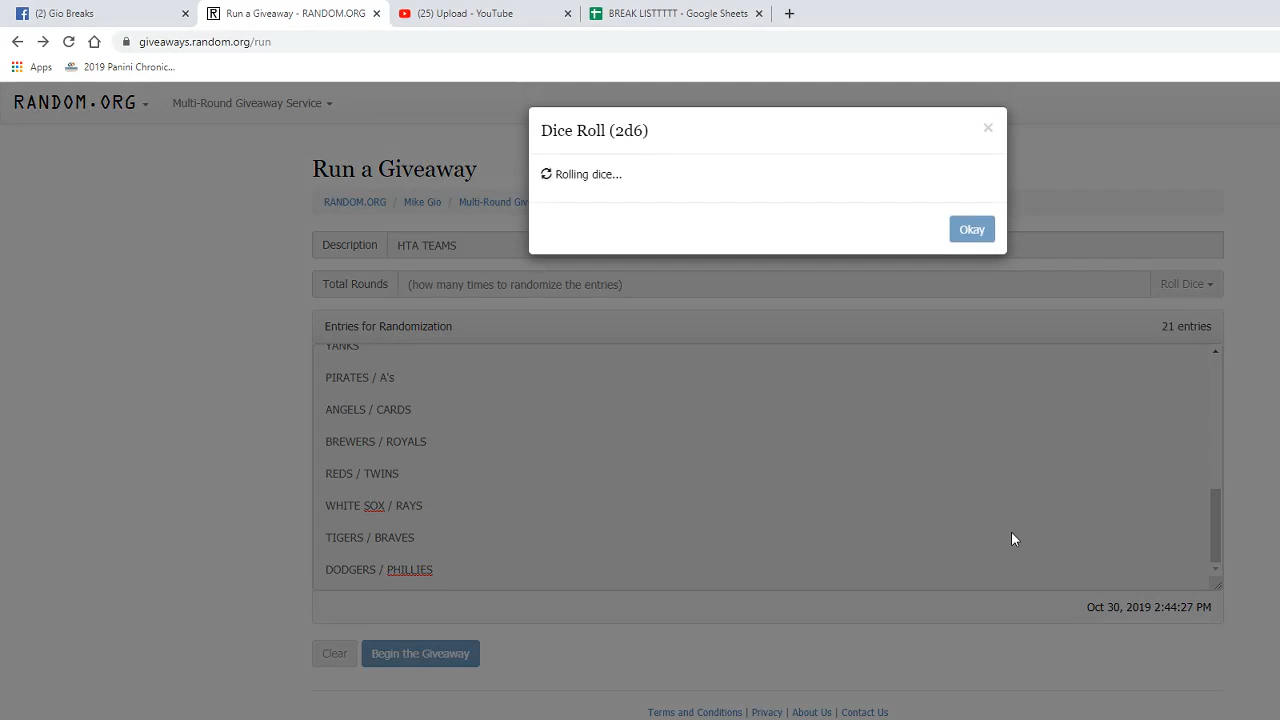 (2) Gio Breaks
Run a Giveaway - RANDOM.ORG
(25) Upload - YouTube
BREAK LISTTTTT - Google Sheets
giveaways.random.org/run
Apps
2019 Panini Chronic...
RANDOM.ORG
Multi-Round Giveaway Service
Dice Roll (2d6)
Rolling dice...
Okay
Run a Giveaway
RANDOM.ORG / Mike Gio / Multi-Round Giv
Description HTA TEAMS
Total Rounds (how many times to randomize the entries) Roll Dice
Entries for Randomization 21 entries
YANKS
PIRATES / A's
ANGELS / CARDS
BREWERS / ROYALS
REDS / TWINS
WHITE SOX / RAYS
TIGERS / BRAVES
DODGERS / PHILLIES
Oct 30, 2019 2:44:27 PM
Clear Begin the Giveaway
Terms and Conditions | Privacy | About Us | Contact Us